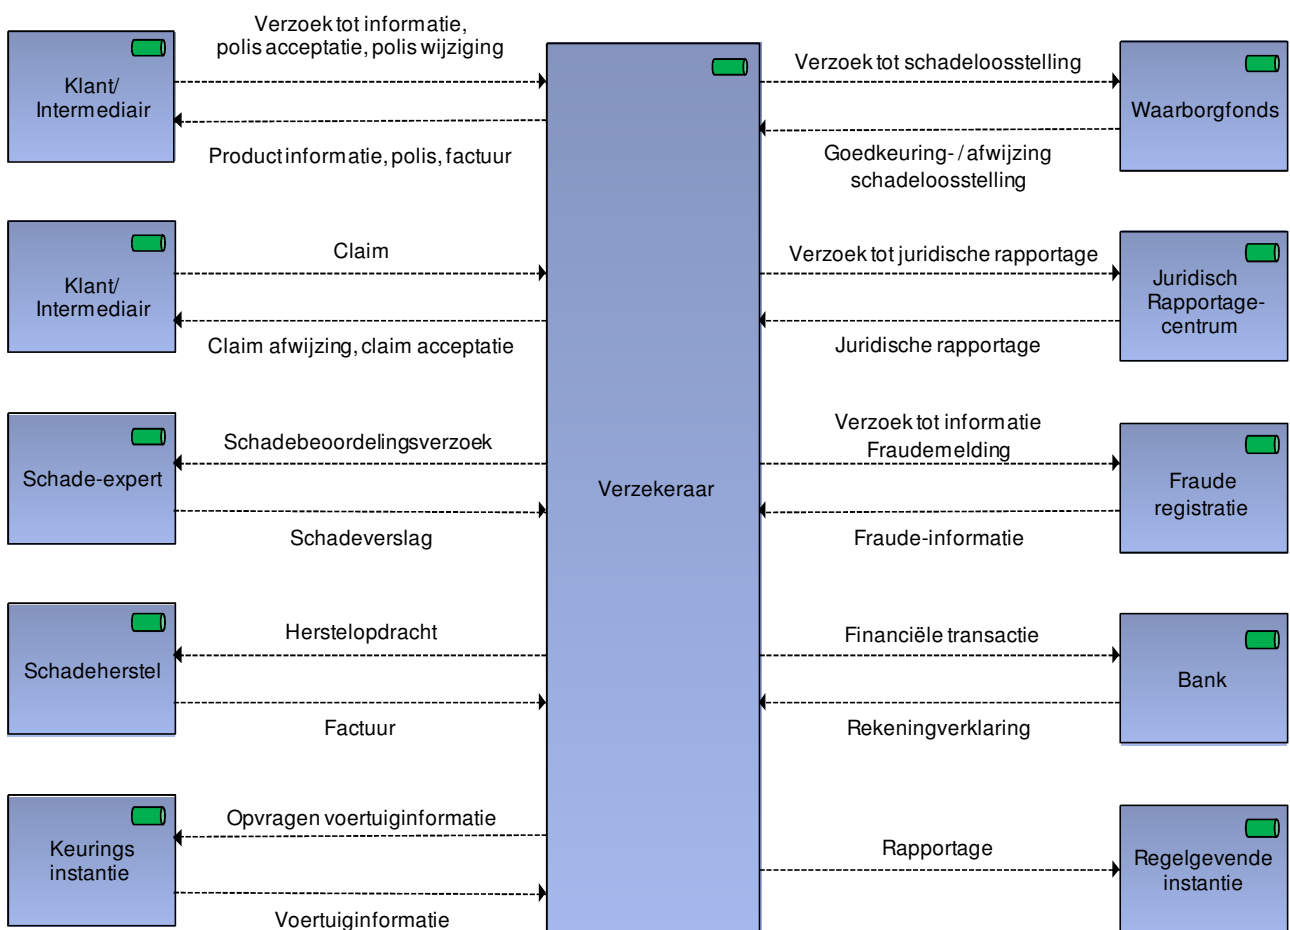 Verzoek tot informatie,
polis acceptatie, polis wijziging
Klant/
Intermediair
Product informatie, polis, factuur
Claim
Klant/
Intermediair
Claim afwijzing, claim acceptatie
Schadebeoordelingsverzoek
Schade-expert
Schadeverslag
Herstelopdracht
Schadeherstel
Factuur
Opvragen voertuiginformatie
Keurings
instantie
Voertuiginformatie
Verzekeraar
Verzoek tot schadeloosstelling
Waarborgfonds
Goedkeuring- / afwijzing
schadeloosstelling
Verzoek tot juridische rapportage
Juridisch
Rapportage-
centrum
Juridische rapportage
Verzoek tot informatie
Fraudemelding
Fraude
registratie
Fraude-informatie
Financiële transactie
Bank
Rekeningverklaring
Rapportage
Regelgevende
instantie